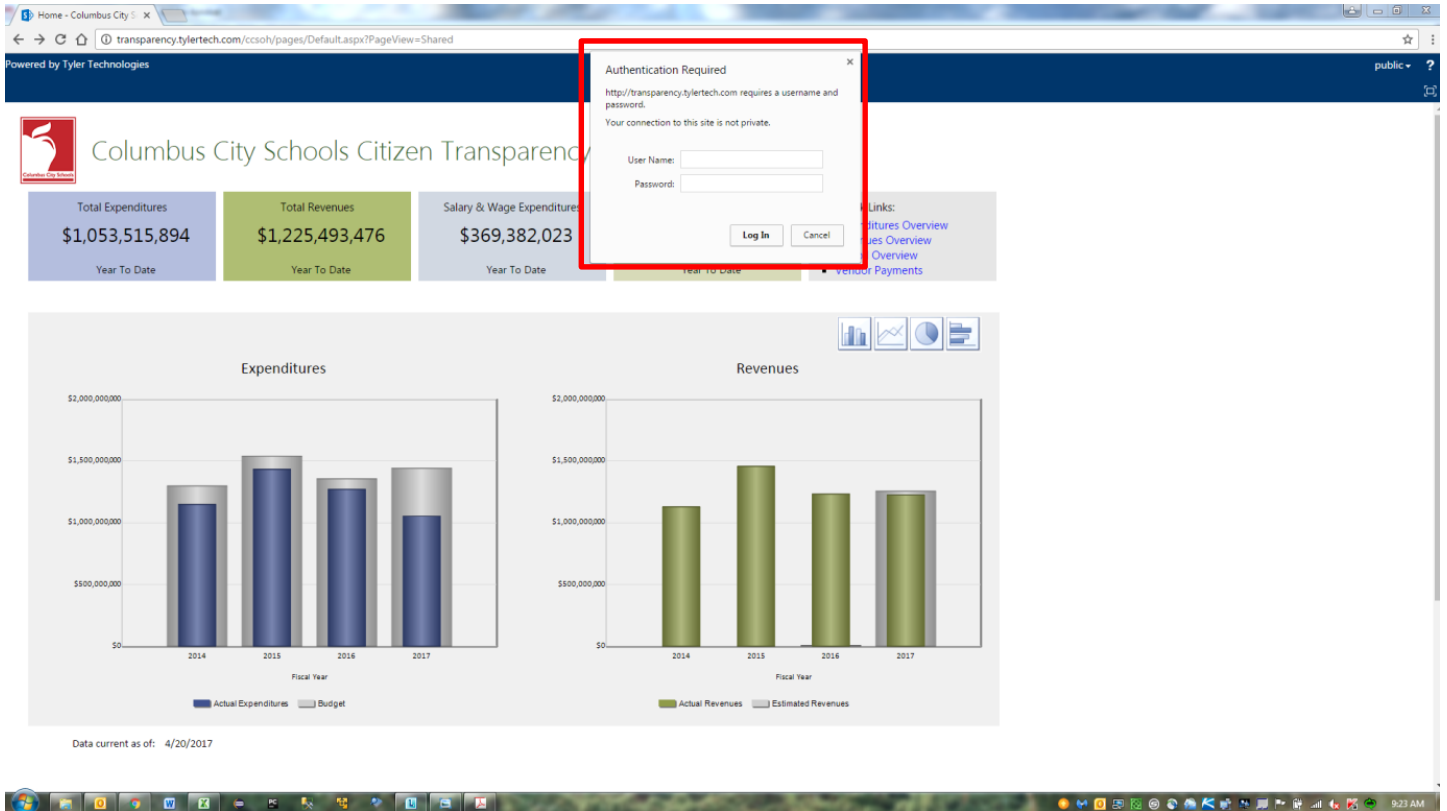 Home - Columbus City S
transparency.tylertech.com/ccsoh/pages/Default.aspx?PageView=Shared
Powered by Tyler Technologies
public
?
Authentication Required
http://transparency.tylertech.com requires a username and
password.
Your connection to this site is not private.
User Name:
Password:
Log In
Cancel
Columbus City Schools
Columbus City Schools Citizen Transparency
Total Expenditures
$1,053,515,894
Year To Date
Total Revenues
$1,225,493,476
Year To Date
Salary & Wage Expenditures
$369,382,023
Year To Date
Year To Date
Links:
ditures Overview
ues Overview
Overview
Vendor Payments
Expenditures
$2,000,000,000
$1,500,000,000
$1,000,000,000
$500,000,000
$0
2014
2015
2016
2017
Fiscal Year
Actual Expenditures
Budget
Revenues
$2,000,000,000
$1,500,000,000
$1,000,000,000
$500,000,000
$0
2014
2015
2016
2017
Fiscal Year
Actual Revenues
Estimated Revenues
Data current as of: 4/20/2017
9:23 AM